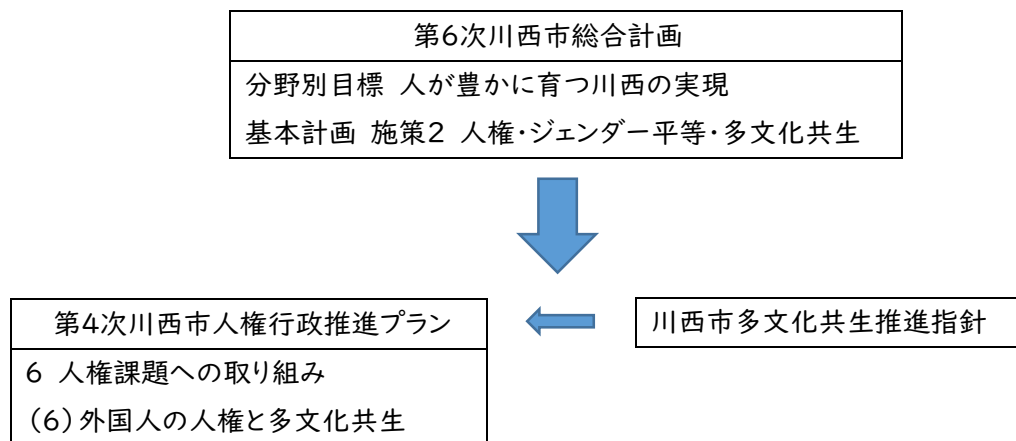 第6次川西市総合計画
分野別目標 人が豊かに育つ川西の実現
基本計画 施策2 人権・ジェンダー平等・多文化共生
第4次川西市人権行政推進プラン
川西市多文化共生推進指針
6 人権課題への取り組み
(6)外国人の人権と多文化共生